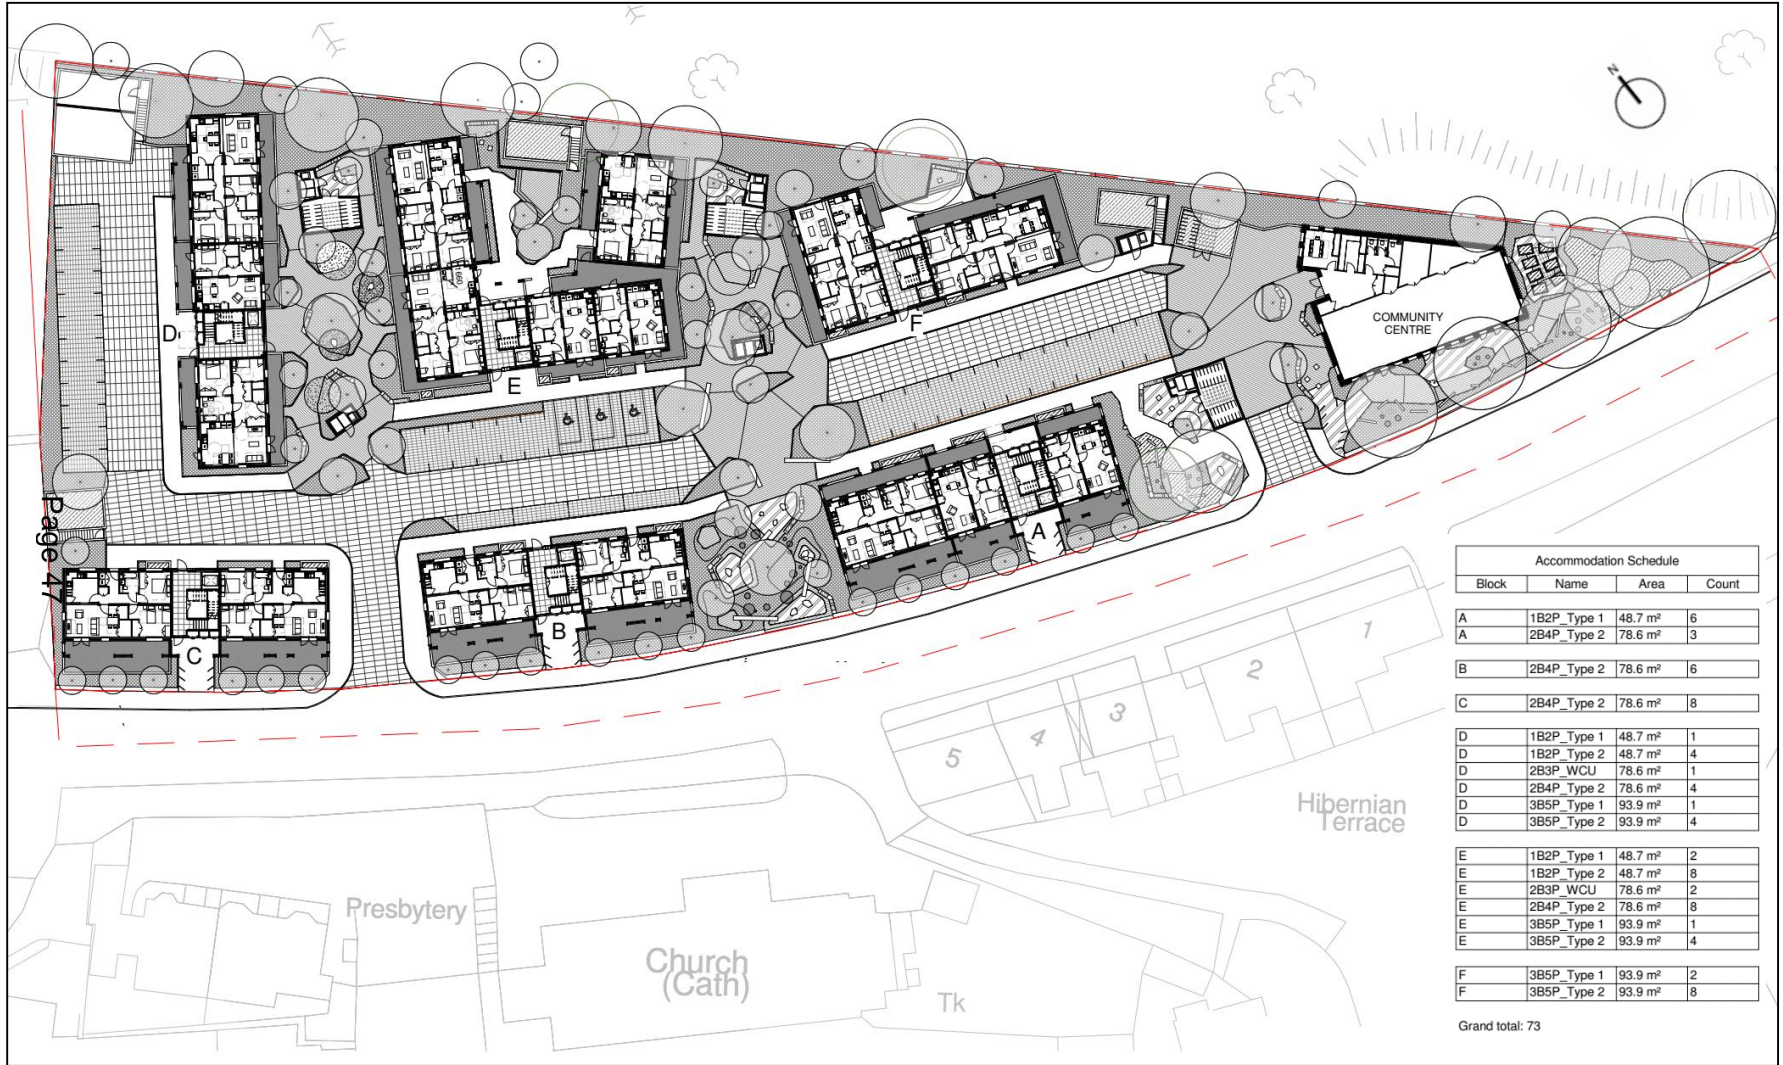 N
COMMUNITY
CENTRE
D
F
E
A
B
C
Page 47
1
2
3
4
5
Hibernian
Terrace
Presbytery
Church
(Cath)
Tk
Accommodation Schedule
Block Name Area Count
A 1B2P_Type 1 48.7 m² 6
A 2B4P_Type 2 78.6 m² 3
B 2B4P_Type 2 78.6 m² 6
C 2B4P_Type 2 78.6 m² 8
D 1B2P_Type 1 48.7 m² 1
D 1B2P_Type 2 48.7 m² 4
D 2B3P_WCU 78.6 m² 1
D 2B4P_Type 2 78.6 m² 4
D 3B5P_Type 1 93.9 m² 1
D 3B5P_Type 2 93.9 m² 4
E 1B2P_Type 1 48.7 m² 2
E 1B2P_Type 2 48.7 m² 8
E 2B3P_WCU 78.6 m² 2
E 2B4P_Type 2 78.6 m² 8
E 3B5P_Type 1 93.9 m² 1
E 3B5P_Type 2 93.9 m² 4
F 3B5P_Type 1 93.9 m² 2
F 3B5P_Type 2 93.9 m² 8
Grand total: 73